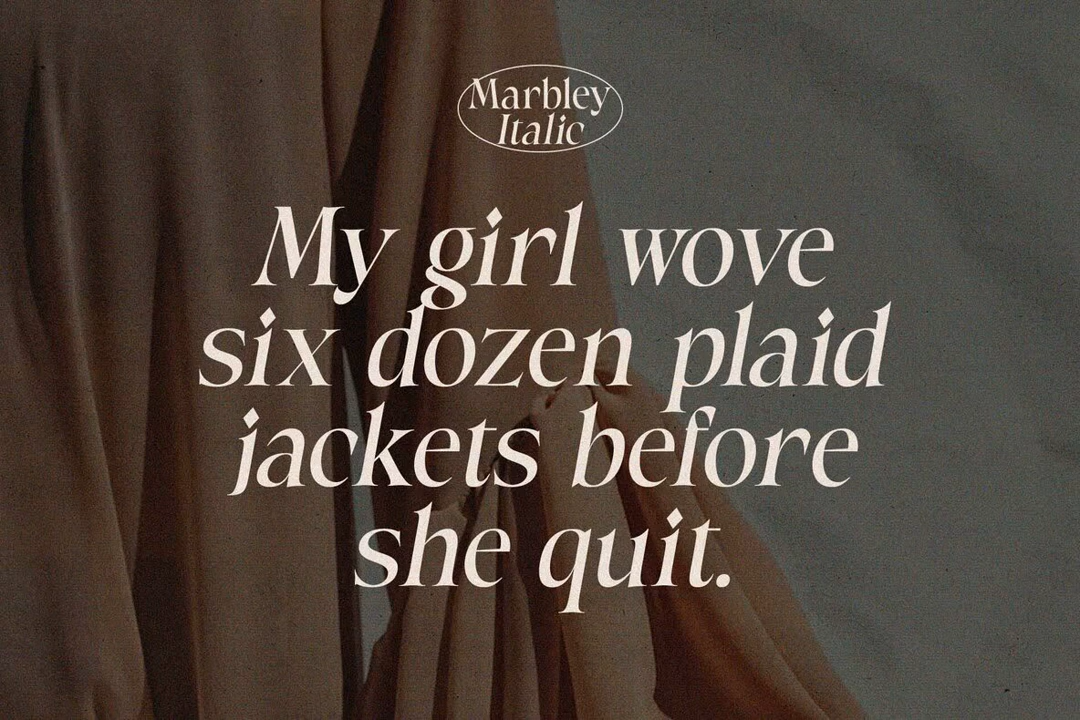 Marbley
Italic
My girl wove
six dozen plaid
jackets before
she quit.